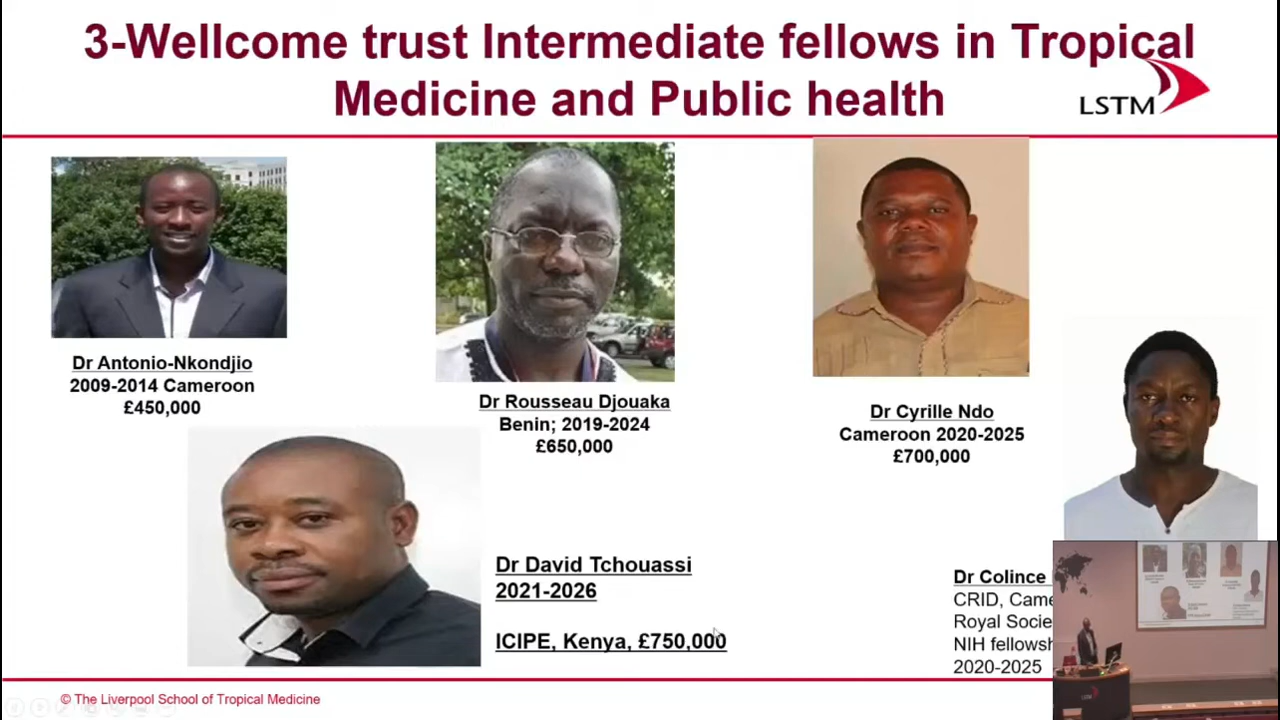 3-Wellcome trust Intermediate fellows in Tropical
Medicine and Public health
LSTM
Dr Antonio-Nkondjio
2009-2014 Cameroon
£450,000
Dr Rousseau Djouaka
Benin; 2019-2024
£650,000
Dr Cyrille Ndo
Cameroon 2020-2025
£700,000
Dr David Tchouassi
2021-2026
ICIPE, Kenya, £750,000
Dr Colince
CRID,
Royal
NIH
2020-2025
© The Liverpool School of Tropical Medicine
LSTM